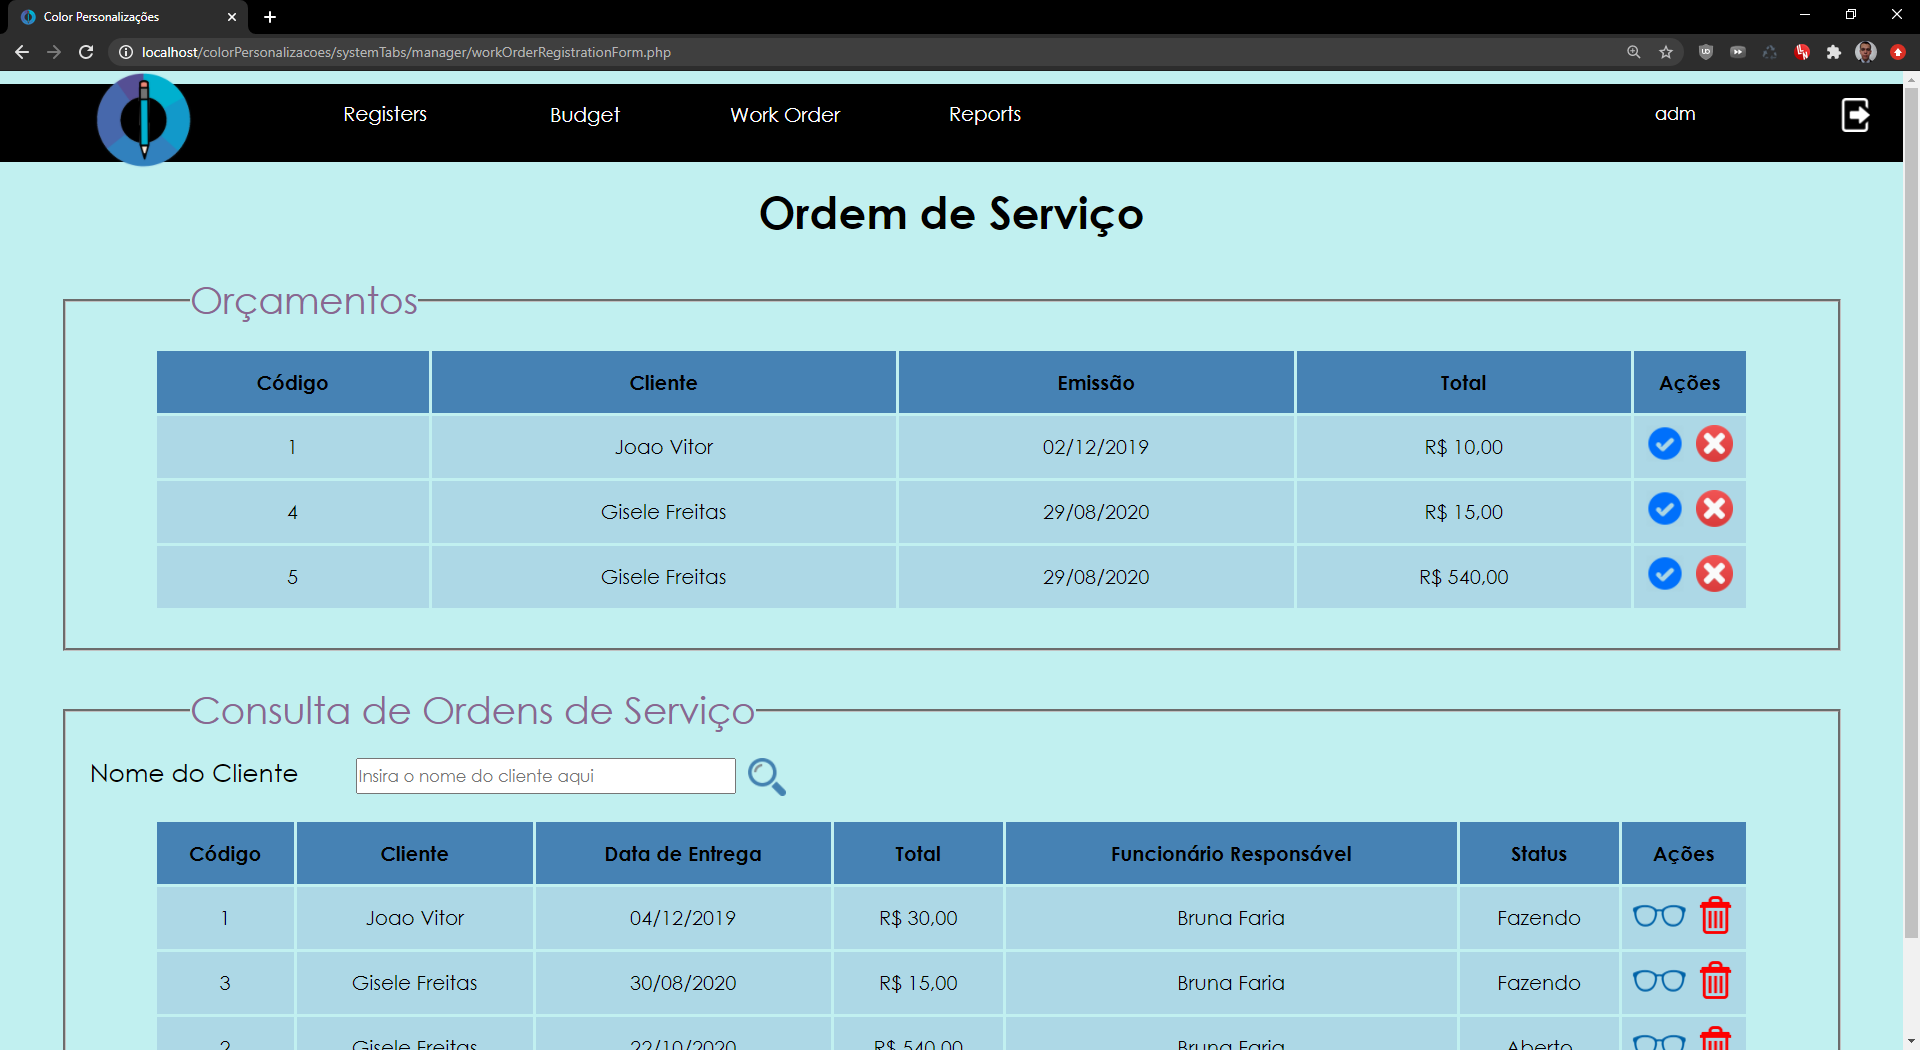 Color Personalizações
localhost/colorPersonalizacoes/systemTabs/manager/workOrderRegistrationForm.php
Registers Budget Work Order Reports adm
Ordem de Serviço
Orçamentos
Código Cliente Emissão Total Ações
1 Joao Vitor 02/12/2019 R$ 10,00
4 Gisele Freitas 29/08/2020 R$ 15,00
5 Gisele Freitas 29/08/2020 R$ 540,00
Consulta de Ordens de Serviço
Nome do Cliente Insira o nome do cliente aqui
Código Cliente Data de Entrega Total Funcionário Responsável Status Ações
1 Joao Vitor 04/12/2019 R$ 30,00 Bruna Faria Fazendo
3 Gisele Freitas 30/08/2020 R$ 15,00 Bruna Faria Fazendo
2 Gisele Freitas 22/10/2020 R$ 540,00 Bruna Faria Aberto